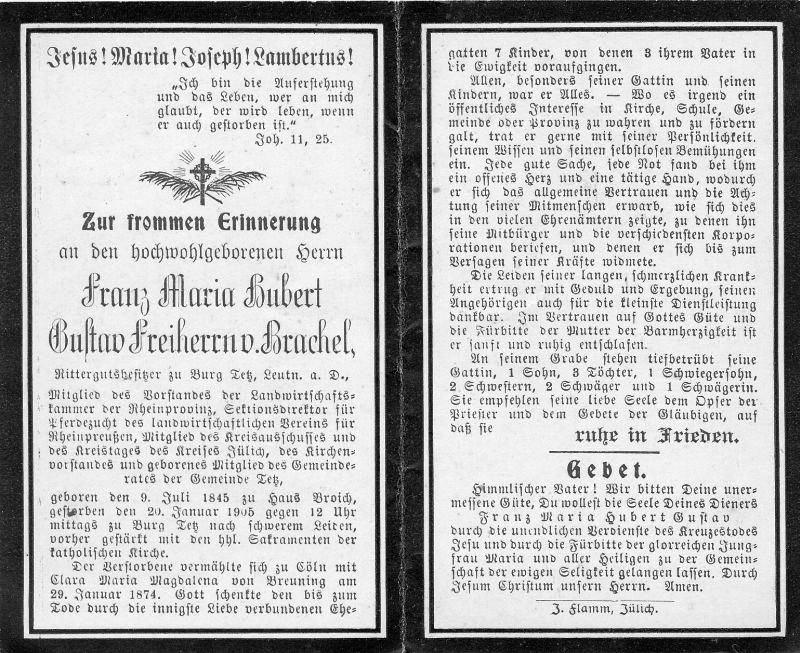 Jesus! Maria! Joseph! Lambertus!
„Ich bin die Auferstehung
und das Leben, wer an mich
glaubt, der wird leben, wenn
er auch gestorben ist.“
Joh. 11, 25.
Zur frommen Erinnerung
an den hochwohlgeborenen Herrn
Franz Maria Hubert
Gustav Freiherrn v. Brachel,
Rittergutsbesitzer zu Burg Tetz, Leutn. a. D.,
Mitglied des Vorstandes der Landwirtschafts-
kammer der Rheinprovinz, Sektionsdirektor für
Pferdezucht des landwirtschaftlichen Vereins für
Rheinpreußen, Mitglied des Kreisausschusses und
des Kreistages des Kreises Jülich, des Kirchen-
vorstandes und geborenes Mitglied des Gemeinde-
rates der Gemeinde Tetz,
geboren den 9. Juli 1845 zu Haus Broich,
gestorben den 20. Januar 1905 gegen 12 Uhr
mittags zu Burg Tetz nach schwerem Leiden,
vorher gestärkt mit den hhl. Sakramenten der
katholischen Kirche.
Der Verstorbene vermählte sich zu Cöln mit
Clara Maria Magdalena von Breuning am
29. Januar 1874. Gott schenkte den bis zum
Tode durch die innigste Liebe verbundenen Ehe-
gatten 7 Kinder, von denen 3 ihrem Vater in
die Ewigkeit voraufgingen.
Allen, besonders seiner Gattin und seinen
Kindern, war er Alles. — Wo es irgend ein
öffentliches Interesse in Kirche, Schule, Ge-
meinde oder Provinz zu wahren und zu fördern
galt, trat er gerne mit seiner Persönlichkeit.
seinem Wissen und seinen selbstlosen Bemühungen
ein. Jede gute Sache, jede Not fand bei ihm
ein offenes Herz und eine tätige Hand, wodurch
er sich das allgemeine Vertrauen und die Ach-
tung seiner Mitmenschen erwarb, wie sich dies
in den vielen Ehrenämtern zeigte, zu denen ihn
seine Mitbürger und die verschiedensten Korpo-
rationen beriefen, und denen er sich bis zum
Versagen seiner Kräfte widmete.
Die Leiden seiner langen, schmerzlichen Krank-
heit ertrug er mit Geduld und Ergebung, seinen
Angehörigen auch für die kleinste Dienstleistung
dankbar. Im Vertrauen auf Gottes Güte und
die Fürbitte der Mutter der Barmherzigkeit ist
er sanft und ruhig entschlafen.
An seinem Grabe stehen tiefbetrübt seine
Gattin, 1 Sohn, 3 Töchter, 1 Schwiegersohn,
2 Schwestern, 2 Schwäger und 1 Schwägerin.
Sie empfehlen seine liebe Seele dem Opfer der
Priester und dem Gebete der Gläubigen, auf
daß sie
ruhe in Frieden.
Gebet.
Himmlischer Vater! Wir bitten Deine uner-
messene Güte, Du wollest die Seele Deines Dieners
Franz Maria Hubert Gustav
durch die unendlichen Verdienste des Kreuzestodes
Jesu und durch die Fürbitte der glorreichen Jung-
frau Maria und aller Heiligen zu der Gemein-
schaft der ewigen Seligkeit gelangen lassen. Durch
Jesum Christum unsern Herrn. Amen.
J. Flamm, Jülich.